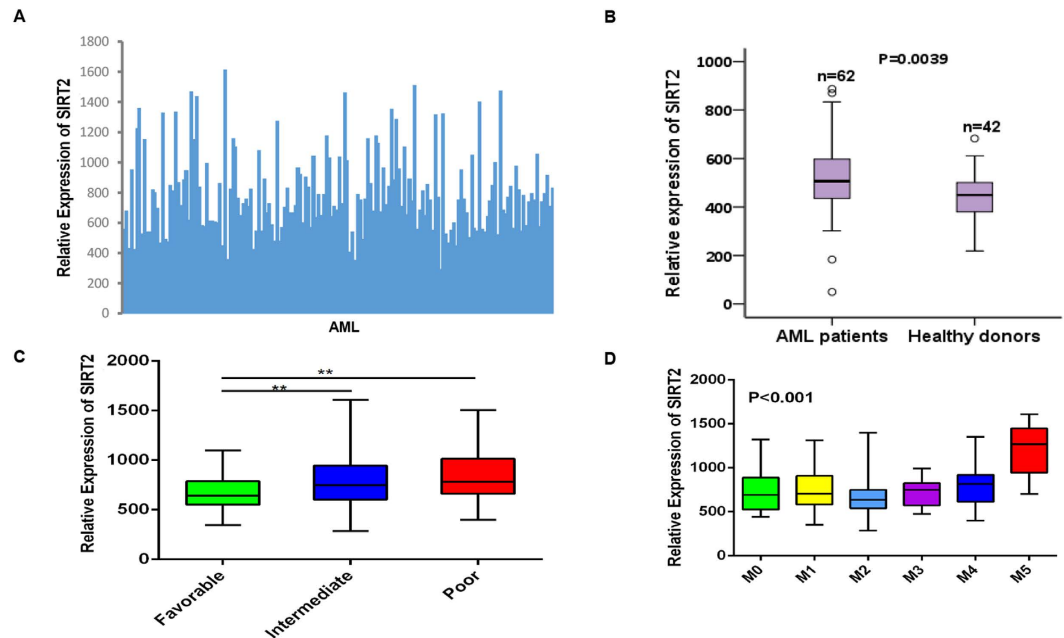 A
Relative Expression of SIRT2
1800
1600
1400
1200
1000
800
600
400
200
0
AML
B
Relative expression of SIRT2
1000
800
600
400
200
0
P=0.0039
n=62
n=42
AML patients
Healthy donors
C
Relative Expression of SIRT2
2000
1500
1000
500
0
**
**
Favorable
Intermediate
Poor
D
Relative Expression of SIRT2
2000
1500
1000
500
0
P<0.001
M0
M1
M2
M3
M4
M5